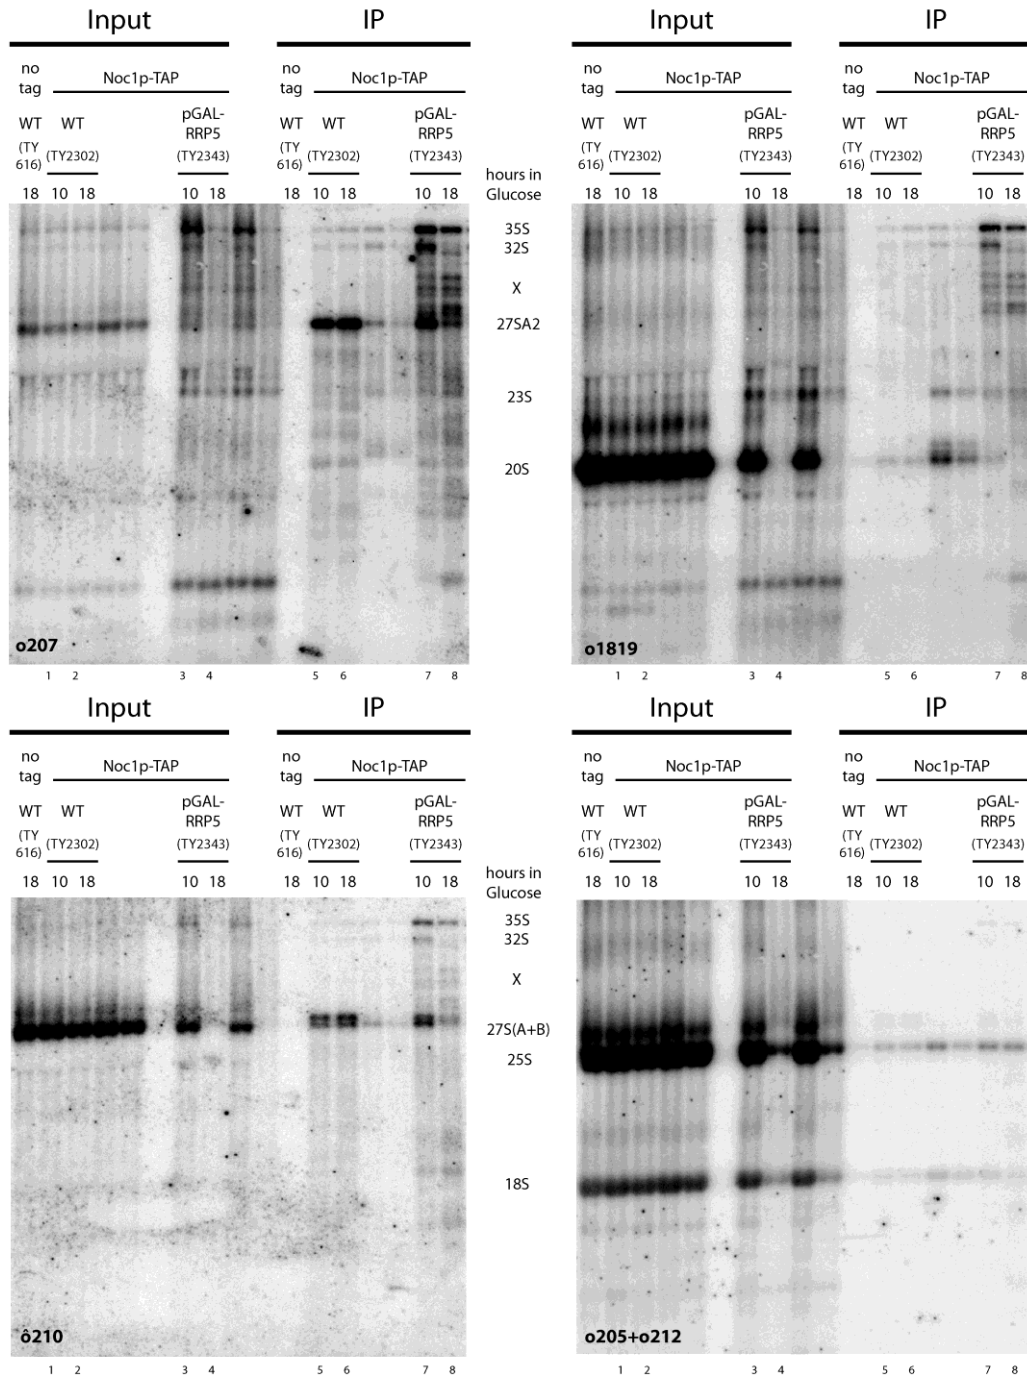 Input IP
no tag Noc1p-TAP Noc1p-TAP
WT WT pGAL-RRP5 WT WT pGAL-RRP5
(TY 616) (TY2302) (TY2343) (TY 616) (TY2302) (TY2343)
18 10 18 10 18 18 10 18 10 18
o207
1 2 3 4 5 6 7 8
hours in
Glucose
35S
32S
X
27SA2
23S
20S
Input IP
no tag Noc1p-TAP no tag Noc1p-TAP
WT WT pGAL-RRP5 WT WT pGAL-RRP5
(TY 616) (TY2302) (TY2343) (TY 616) (TY2302) (TY2343)
18 10 18 10 18 18 10 18 10 18
o1819
1 2 3 4 5 6 7 8
Input IP
no tag Noc1p-TAP no tag Noc1p-TAP
WT WT pGAL-RRP5 WT WT pGAL-RRP5
(TY 616) (TY2302) (TY2343) (TY 616) (TY2302) (TY2343)
18 10 18 10 18 18 10 18 10 18
ô210
1 2 3 4 5 6 7 8
hours in
Glucose
35S
32S
X
27S(A+B)
25S
18S
Input IP
no tag Noc1p-TAP no tag Noc1p-TAP
WT WT pGAL-RRP5 WT WT pGAL-RRP5
(TY 616) (TY2302) (TY2343) (TY 616) (TY2302) (TY2343)
18 10 18 10 18 18 10 18 10 18
o205+o212
1 2 3 4 5 6 7 8